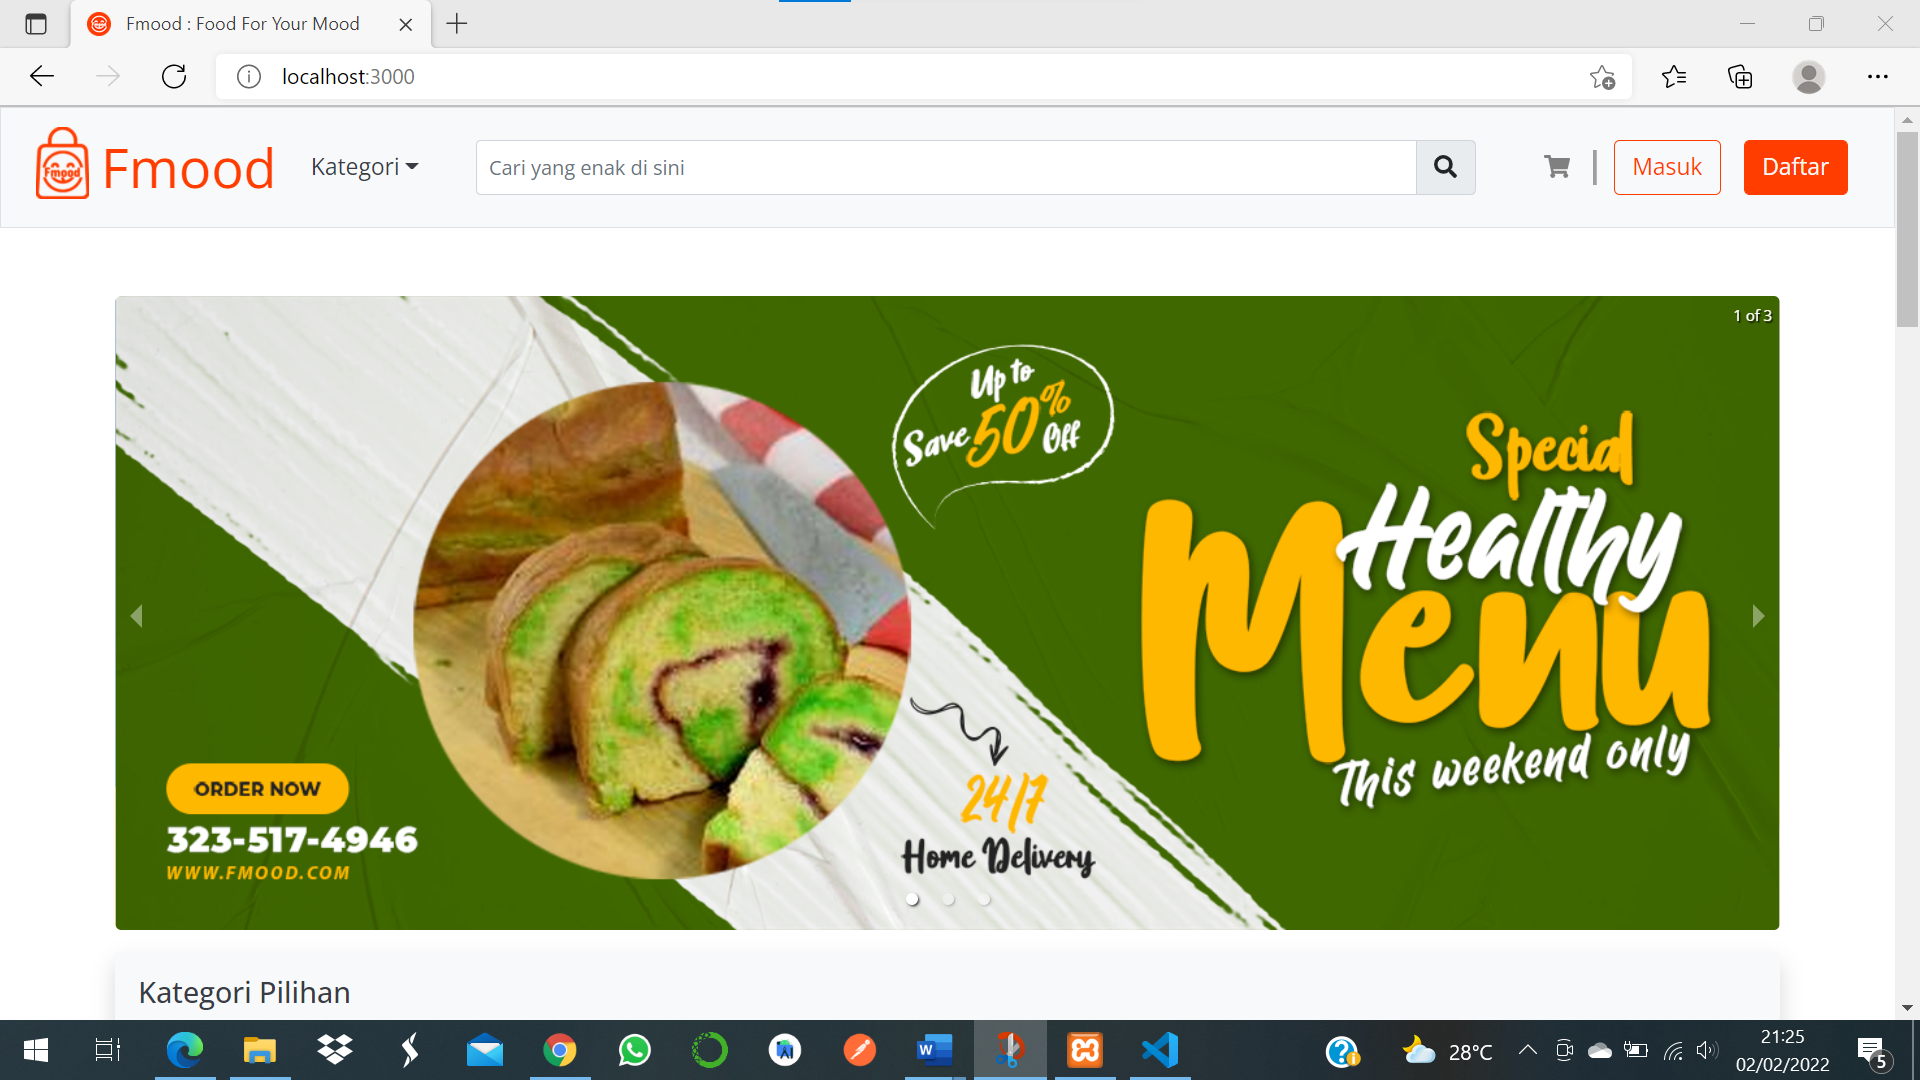 Fmood : Food For Your Mood
localhost:3000
Fmood
Fmood
Kategori
Cari yang enak di sini
Masuk
Daftar
1 of 3
Up to
Save 50% Off
Special
Healthy
Menu
This weekend only
24/7
Home Delivery
ORDER NOW
323-517-4946
WWW.FMOOD.COM
Kategori Pilihan
28°C
21:25
02/02/2022
5